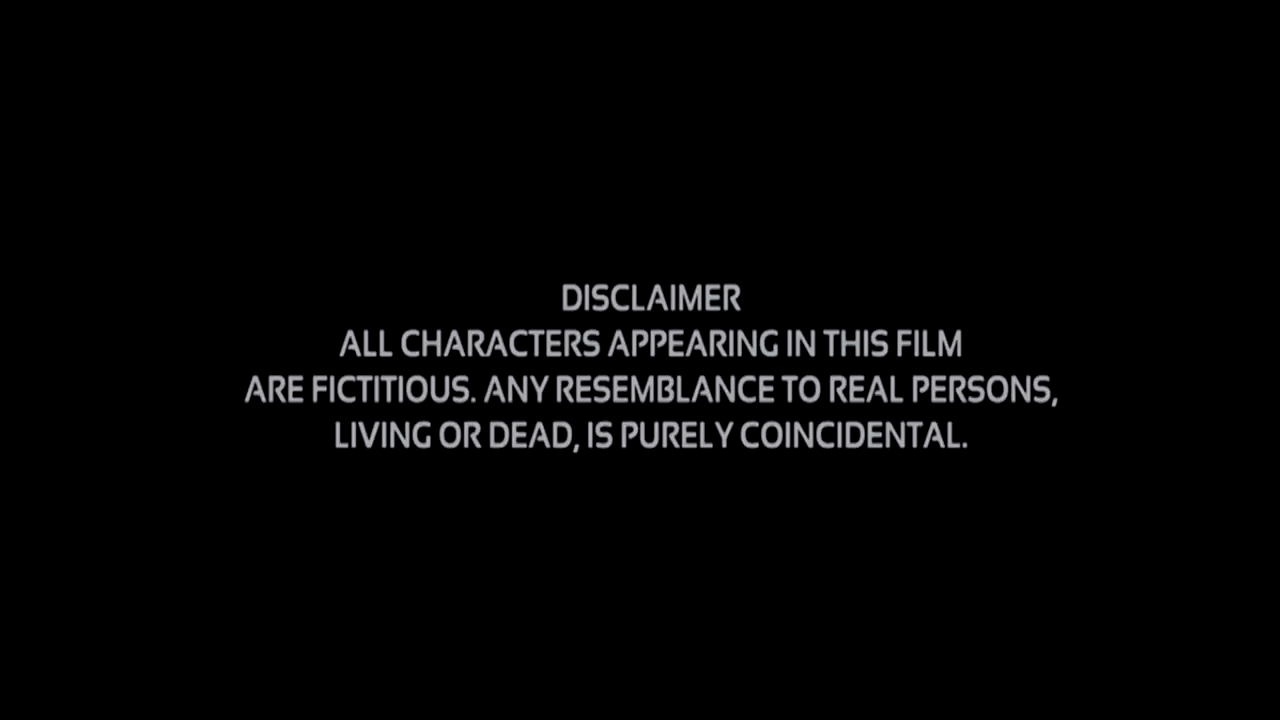 DISCLAIMER
ALL CHARACTERS APPEARING IN THIS FILM
ARE FICTITIOUS. ANY RESEMBLANCE TO REAL PERSONS,
LIVING OR DEAD, IS PURELY COINCIDENTAL.